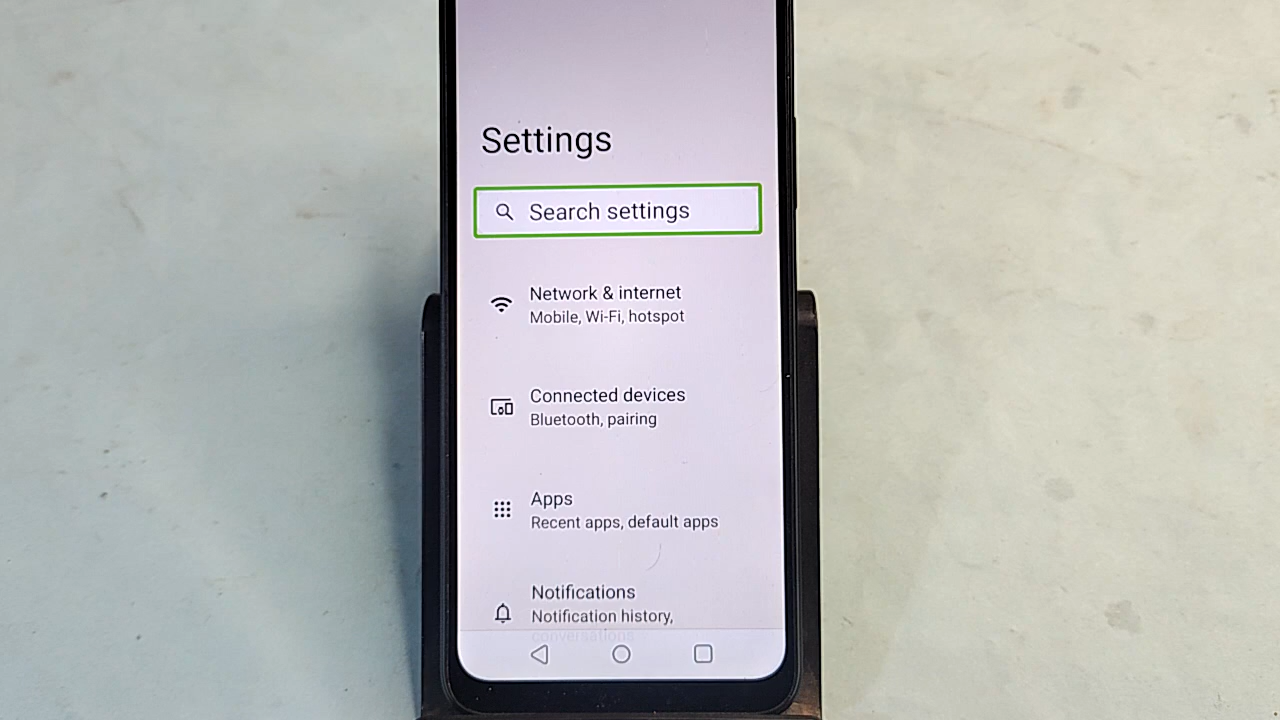 Settings
Search settings
Network & internet
Mobile, Wi-Fi, hotspot
Connected devices
Bluetooth, pairing
Apps
Recent apps, default apps
Notifications
Notification history,
conversations